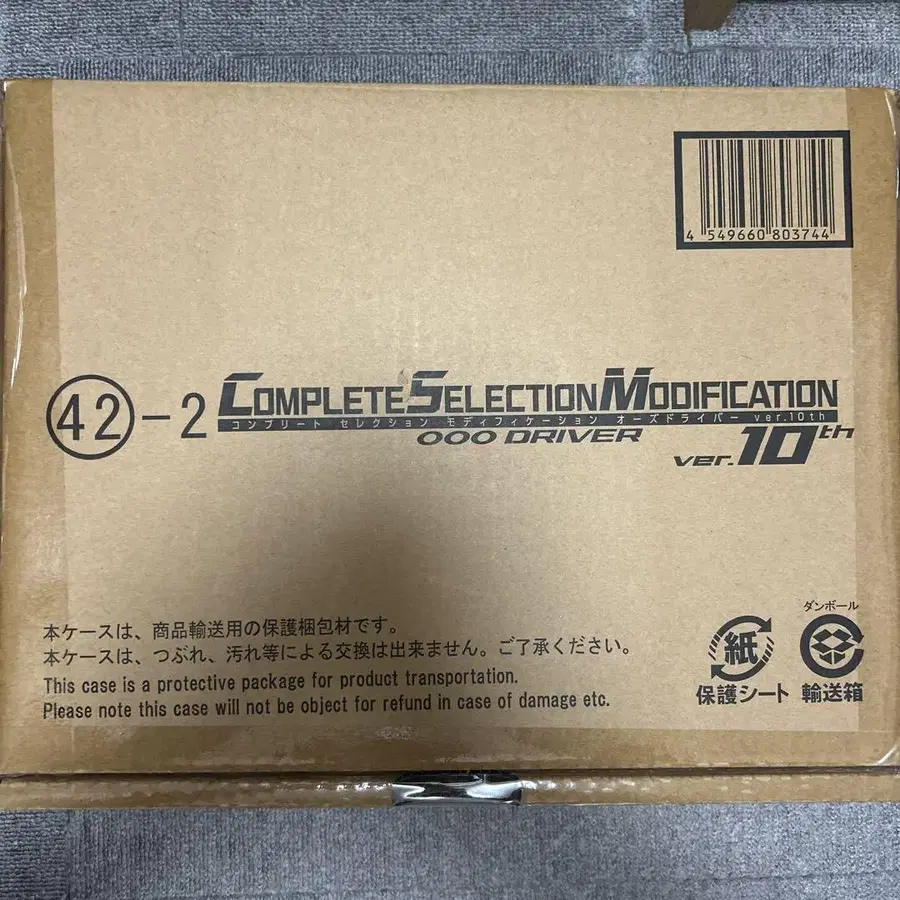 4 549660 803744
42-2 COMPLETE SELECTION MODIFICATION
コンプリート セレクション モディフィケーション オーズドライバー ver.10th
OOO DRIVER
ver.10th
本ケースは、商品輸送用の保護梱包材です。
本ケースは、つぶれ、汚れ等による交換は出来ません。ご了承ください。
This case is a protective package for product transportation.
Please note this case will not be object for refund in case of damage etc.
紙
保護シート
ダンボール
輸送箱